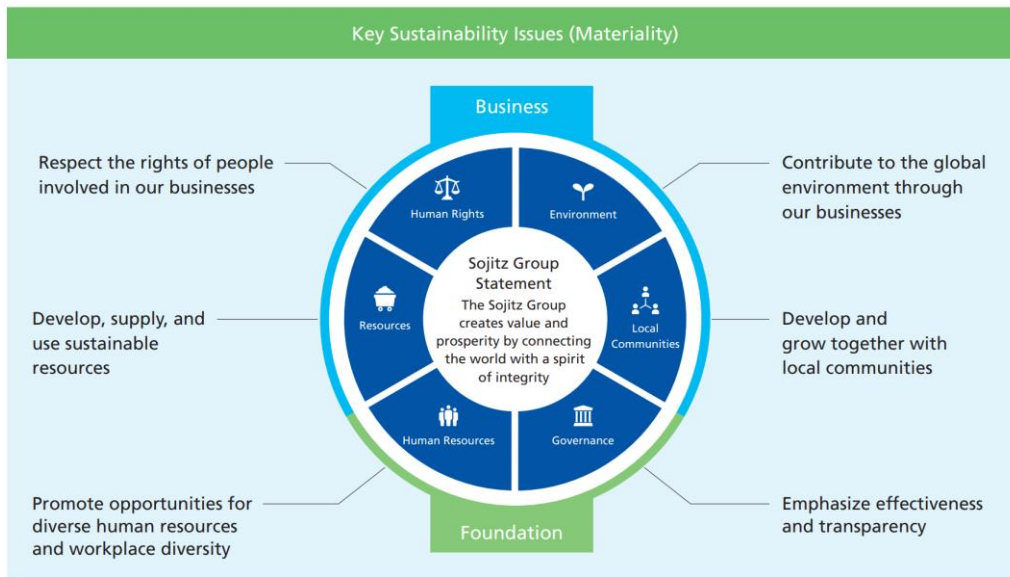 Key Sustainability Issues (Materiality)
Business
Respect the rights of people
involved in our businesses
Contribute to the global
environment through
our businesses
Human Rights
Environment
Sojitz Group
Statement
The Sojitz Group
creates value and
prosperity by connecting
the world with a spirit
of integrity
Develop, supply, and
use sustainable
resources
Resources
Local
Communities
Develop and
grow together with
local communities
Human Resources
Governance
Promote opportunities for
diverse human resources
and workplace diversity
Foundation
Emphasize effectiveness
and transparency